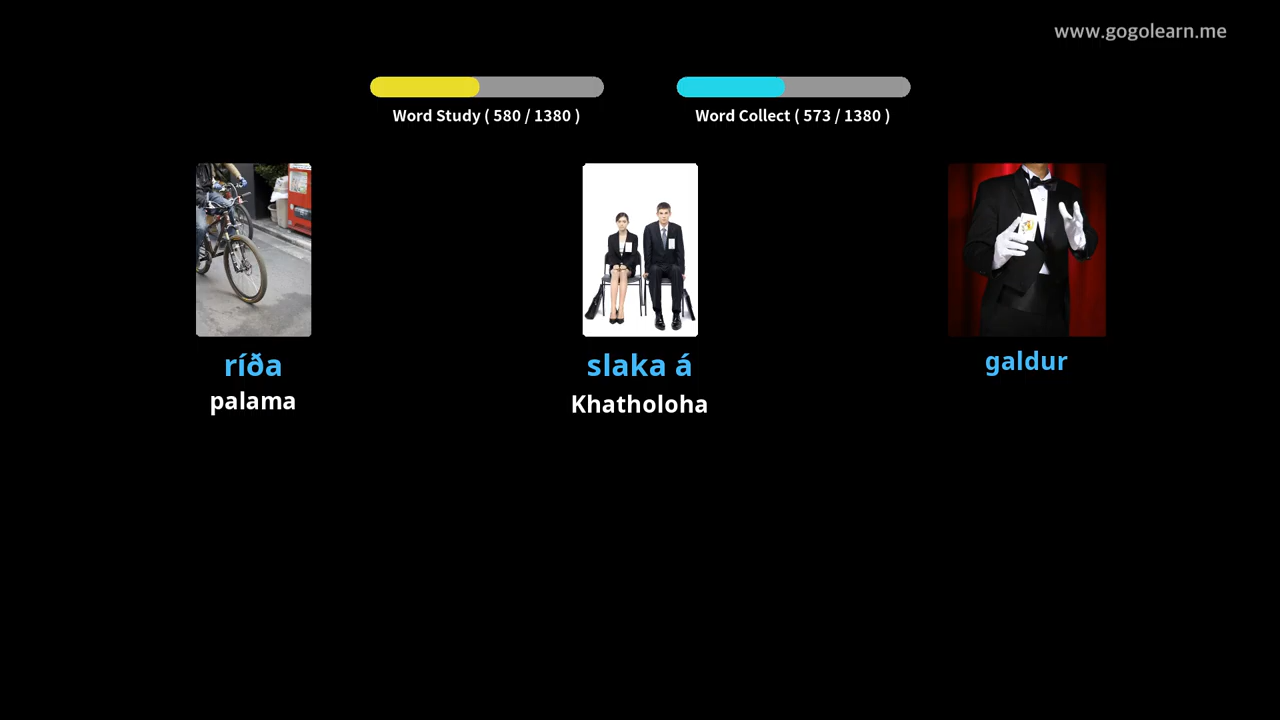 www.gogolearn.me
Word Study ( 580 / 1380 )
Word Collect ( 573 / 1380 )
ríða
palama
slaka á
Khatholoha
galdur